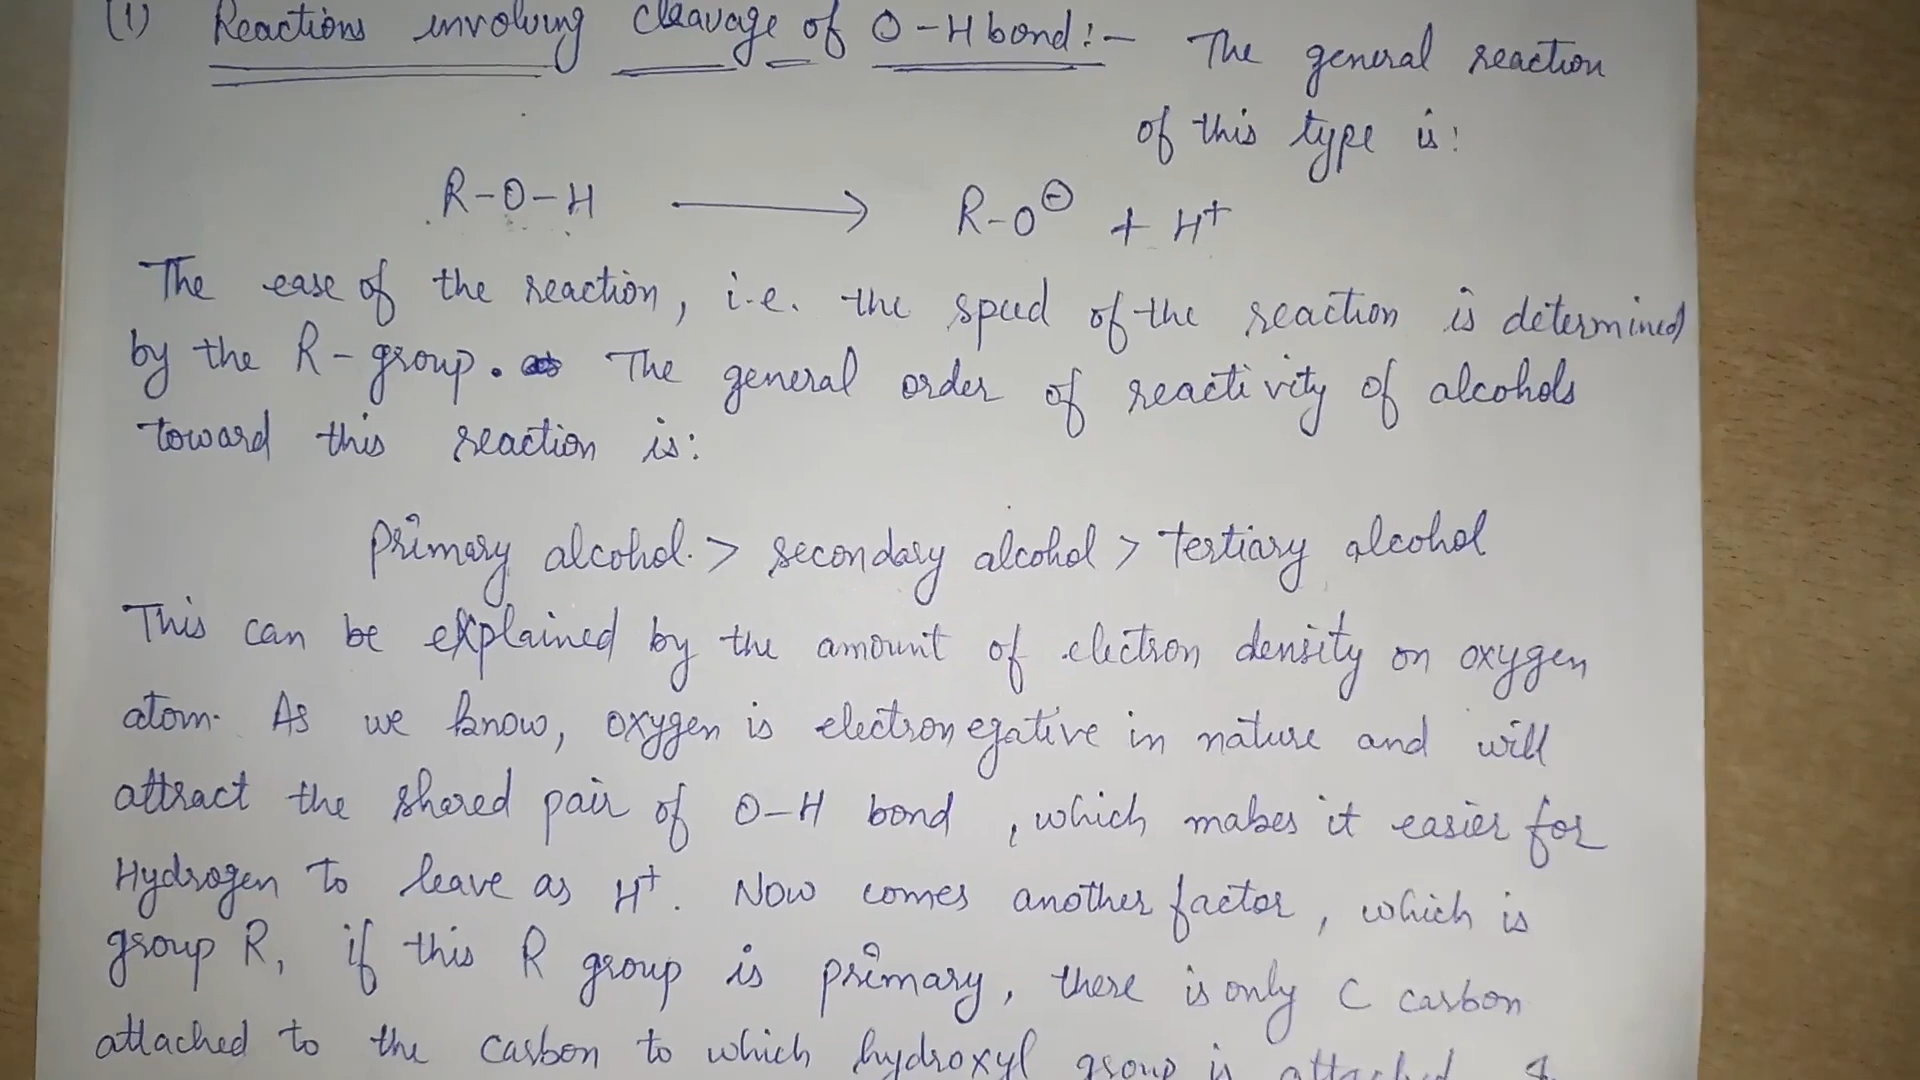 (1) Reactions involving cleavage of O-H bond:- The general reaction
of this type is:
R-O-H ⟶ R-O⊖ + H+
The ease of the reaction, i.e. the speed of the reaction is determined
by the R-group. The general order of reactivity of alcohols
toward this reaction is:
primary alcohol. > secondary alcohol > tertiary alcohol
This can be explained by the amount of electron density on oxygen
atom. As we know, oxygen is electronegative in nature and will
attract the shared pair of O-H bond, which makes it easier for
Hydrogen to leave as H+. Now comes another factor, which is
group R, if this R group is primary, there is only C carbon
attached to the carbon to which hydroxyl group is attached